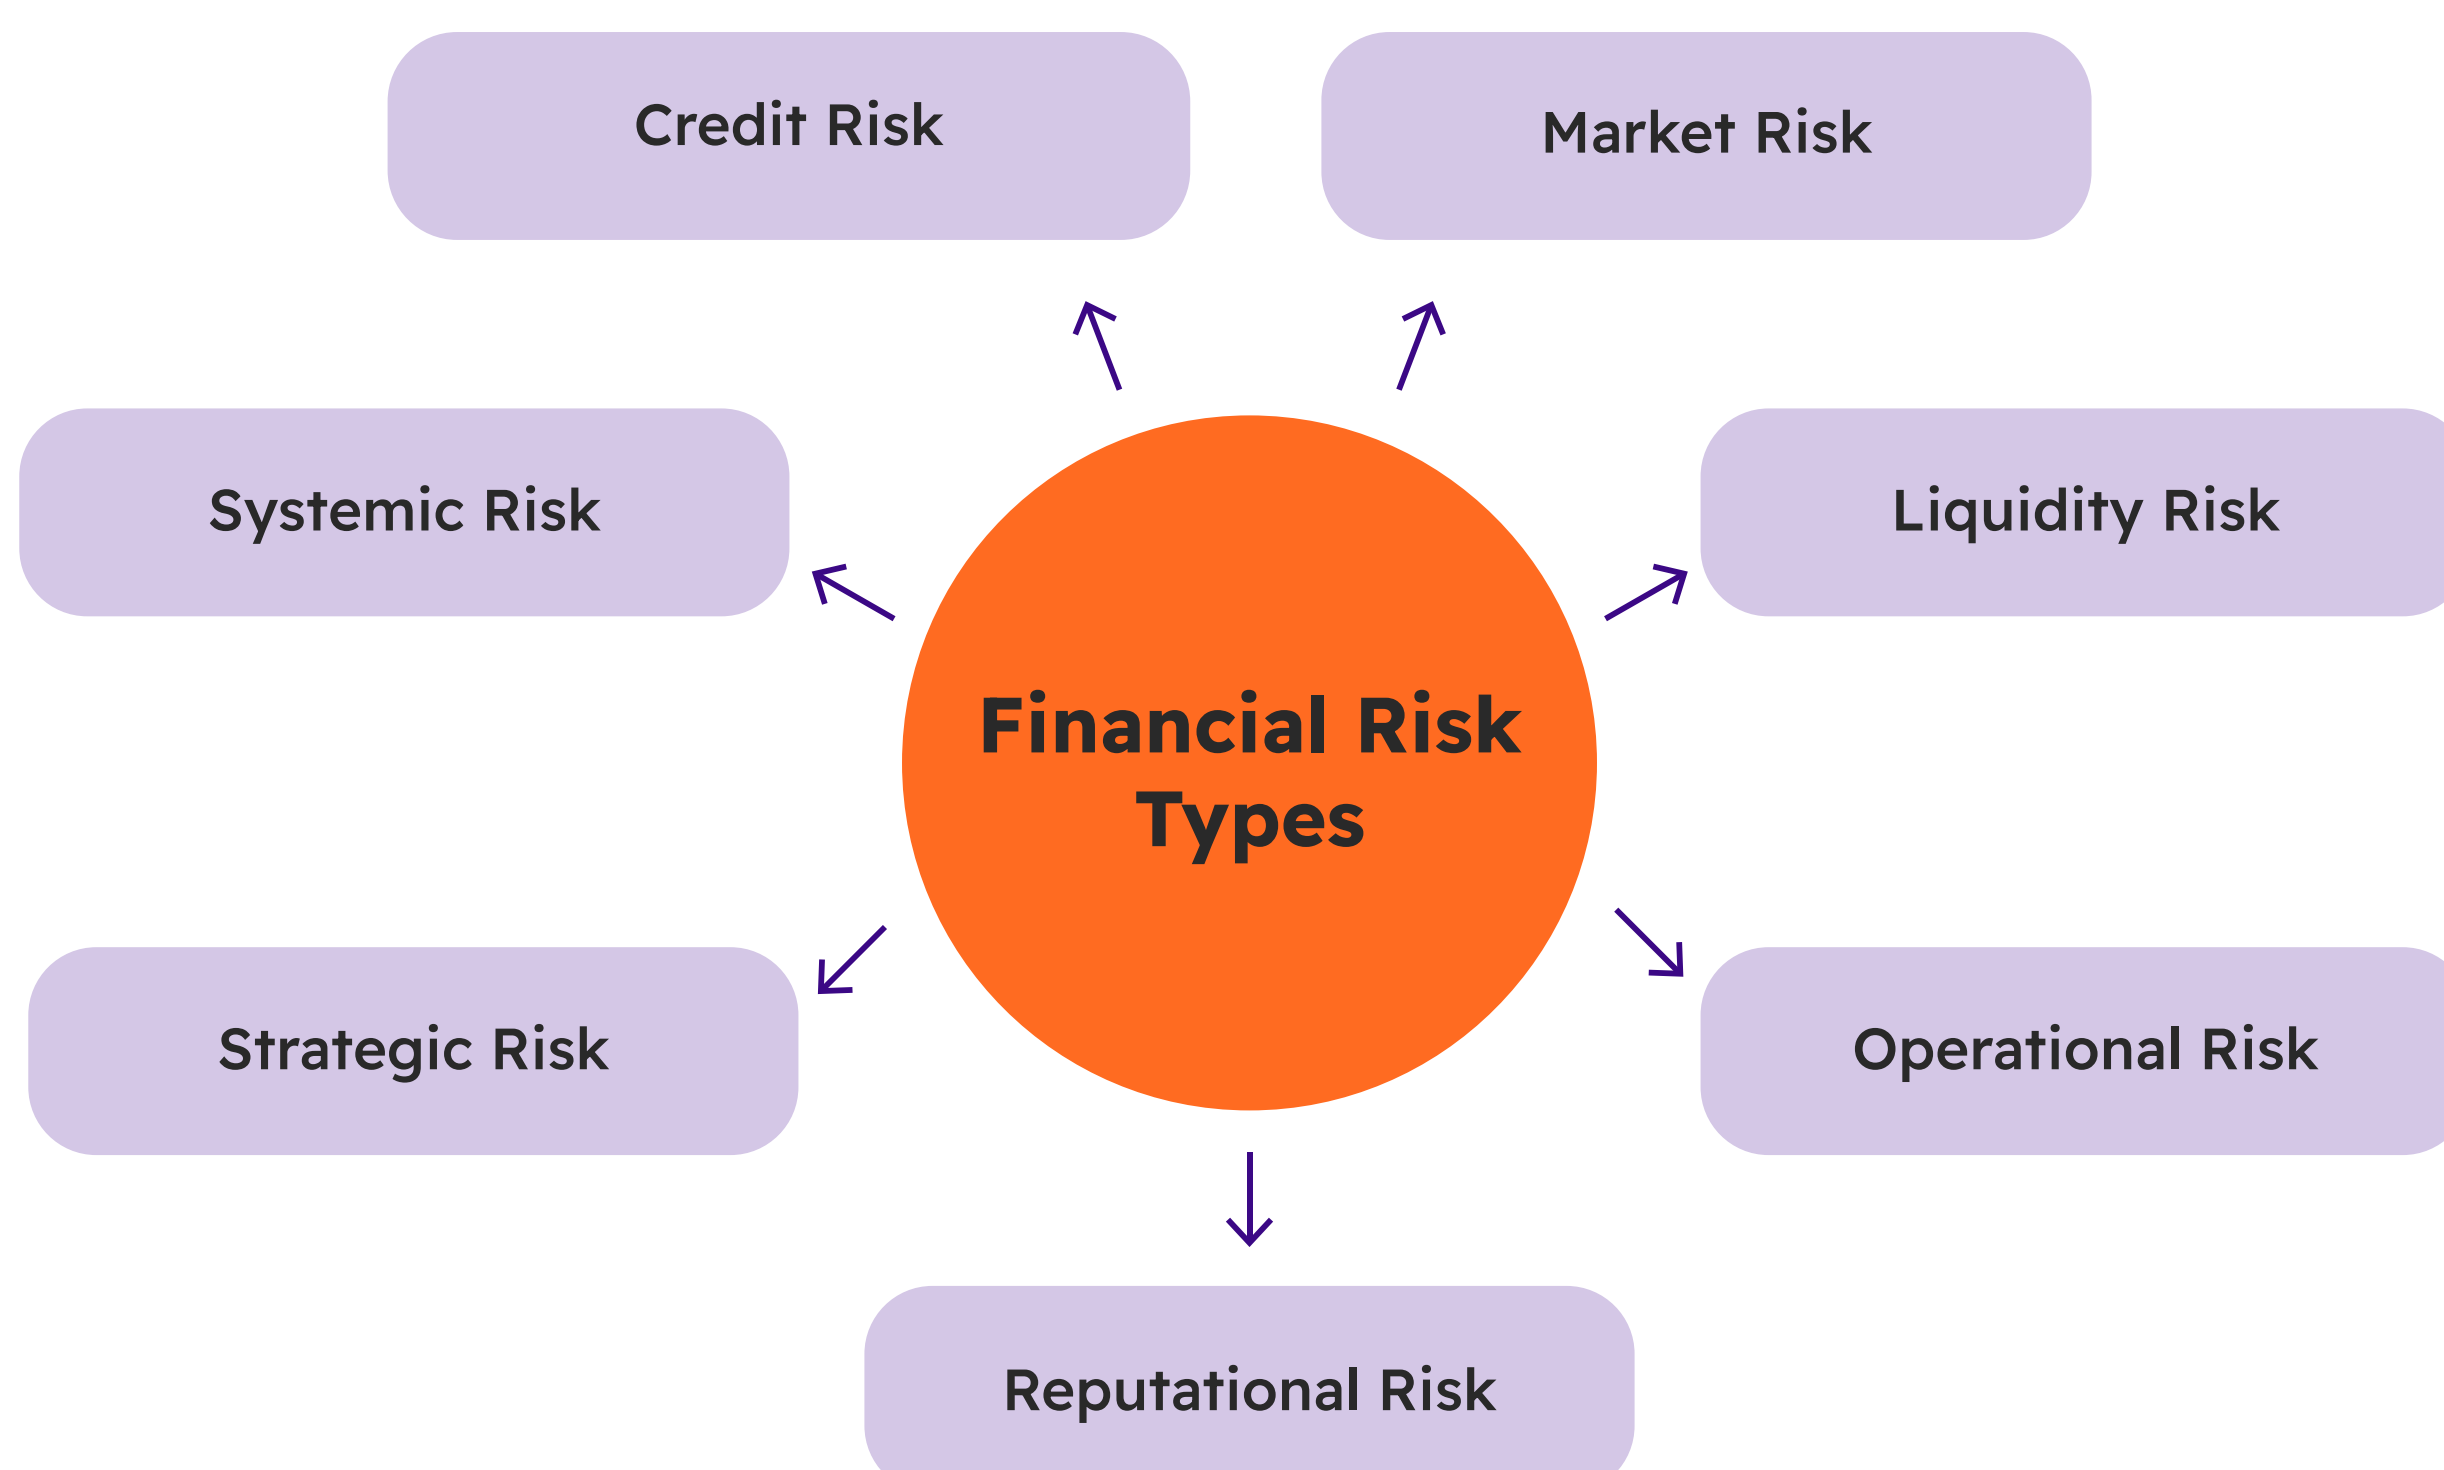 Credit Risk
Market Risk
Systemic Risk
Liquidity Risk
Financial Risk
Types
Strategic Risk
Operational Risk
Reputational Risk